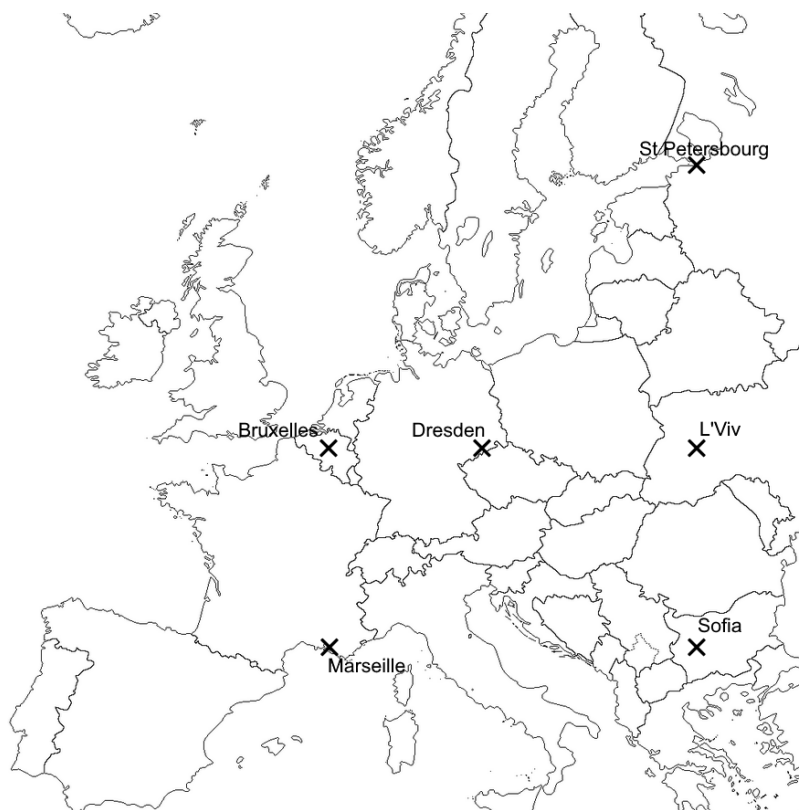 St Petersbourg
Bruxelles
Dresden
L'Viv
Sofia
Marseille